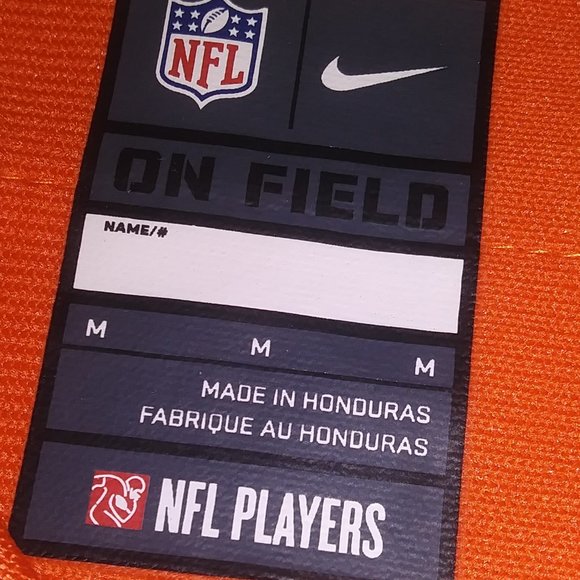 NFL
ON FIELD
NAME/#
M M M
MADE IN HONDURAS
FABRIQUE AU HONDURAS
NFL PLAYERS